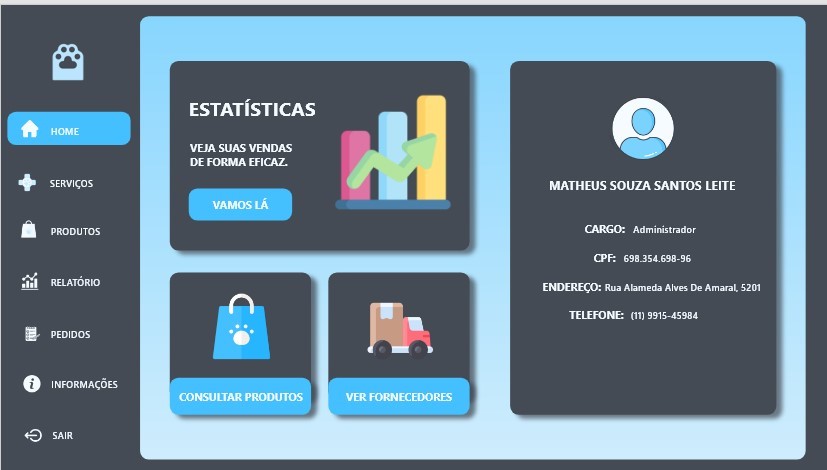 HOME
SERVIÇOS
PRODUTOS
RELATÓRIO
PEDIDOS
INFORMAÇÕES
SAIR
ESTATÍSTICAS
VEJA SUAS VENDAS
DE FORMA EFICAZ.
VAMOS LÁ
CONSULTAR PRODUTOS
VER FORNECEDORES
MATHEUS SOUZA SANTOS LEITE
CARGO: Administrador
CPF: 698.354.698-96
ENDEREÇO: Rua Alameda Alves De Amaral, 5201
TELEFONE: (11) 9915-45984